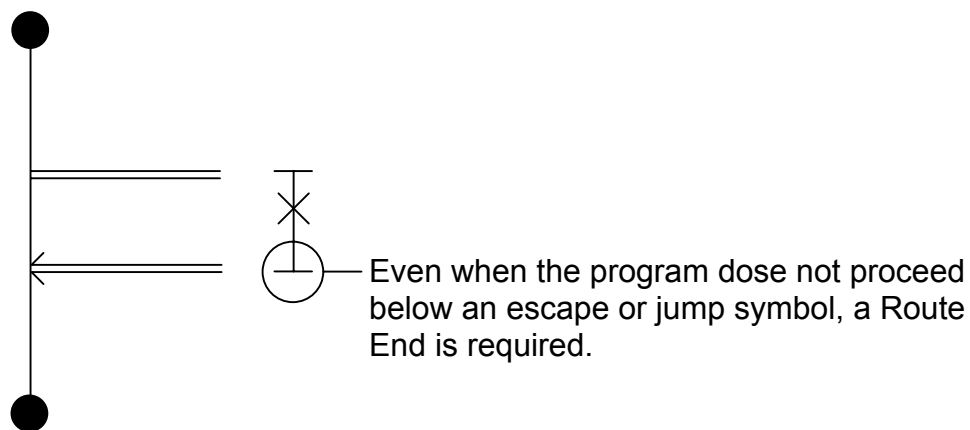 Even when the program dose not proceed
below an escape or jump symbol, a Route
End is required.